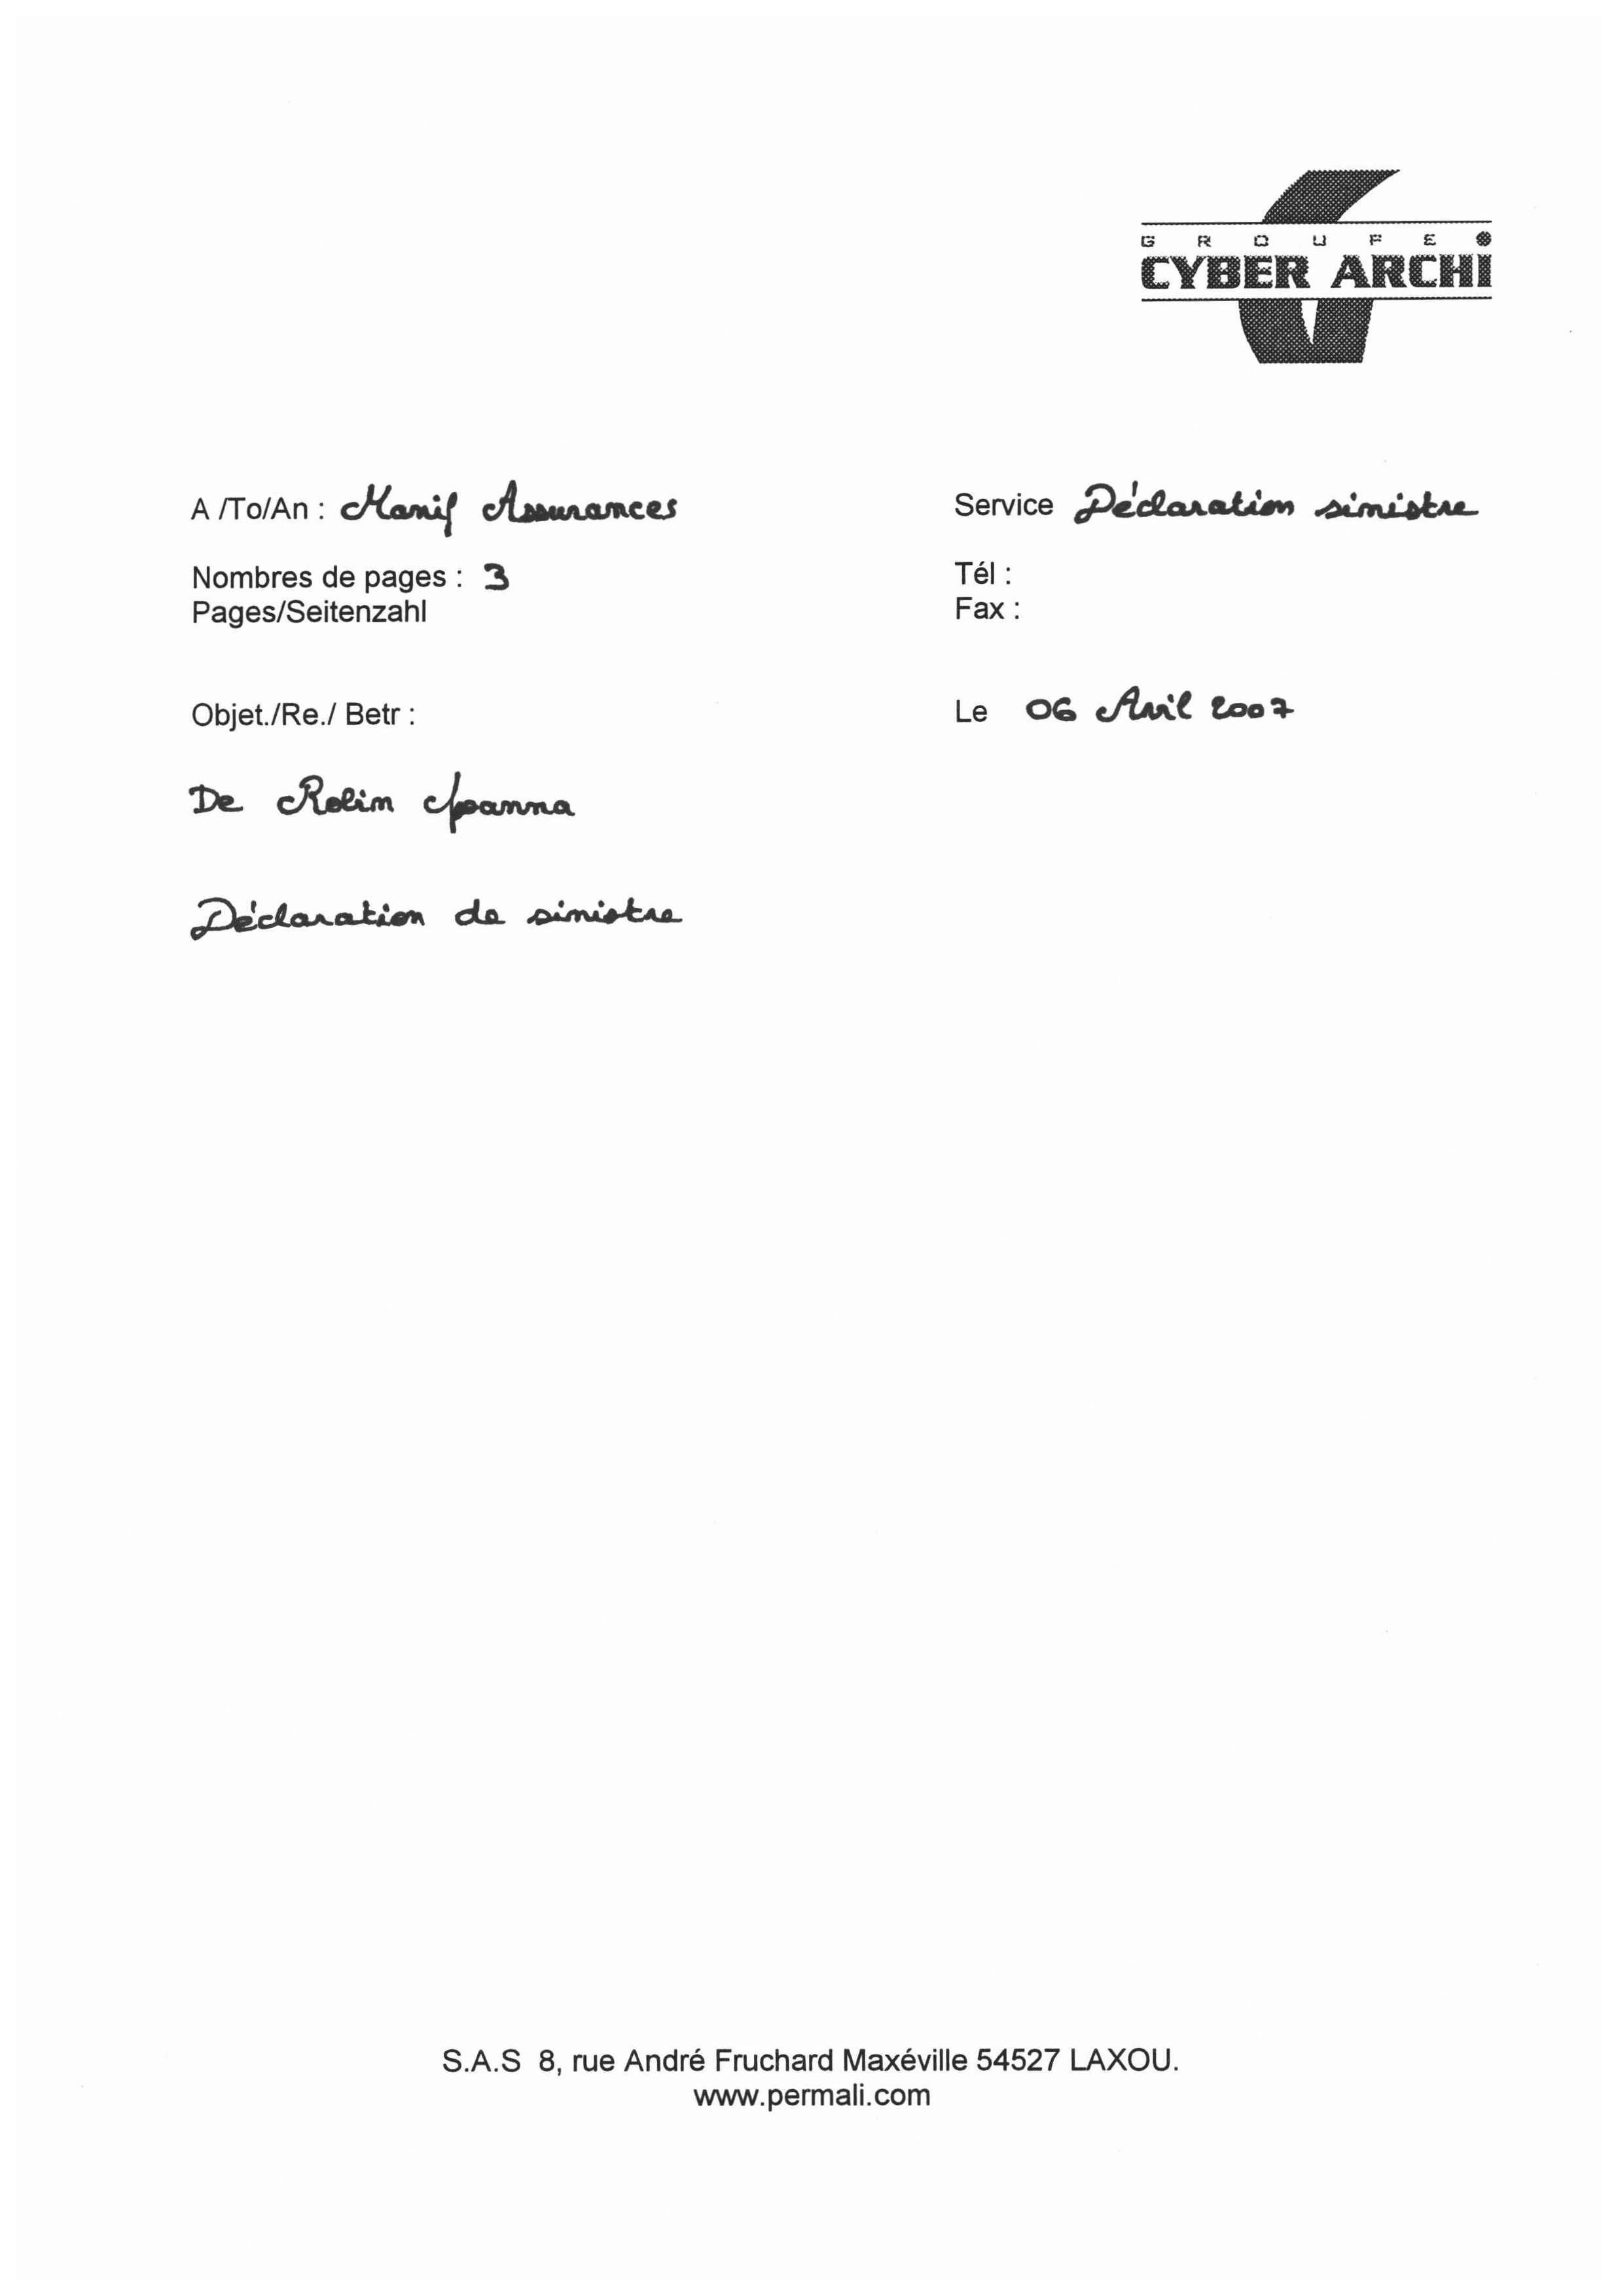 GROUPE
CYBER ARCHI
A /To/An : Manif Assurances
Service Déclaration sinistre
Nombres de pages : 3
Pages/Seitenzahl
Tél :
Fax :
Objet./Re./ Betr :
Le 06 Avril 2007
De Rolin Joanna
Déclaration de sinistre
S.A.S 8, rue André Fruchard Maxéville 54527 LAXOU.
www.permali.com